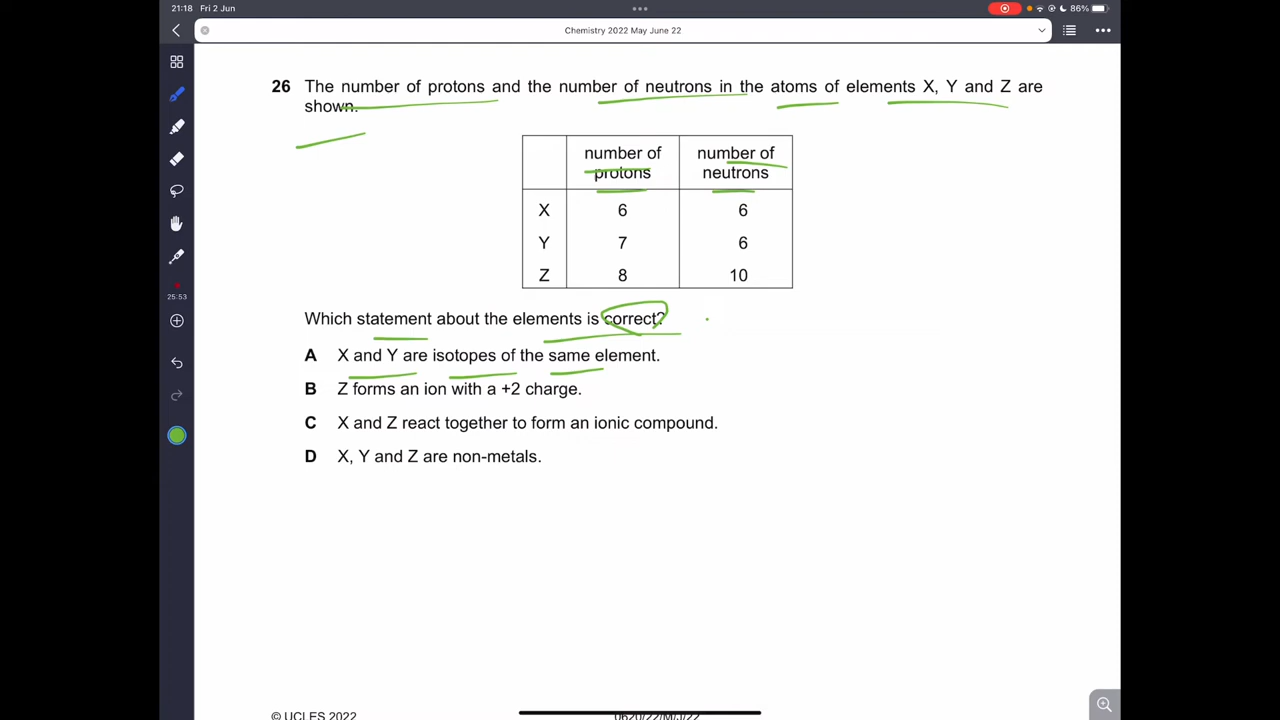 21:18 Fri 2 Jun
86%
Chemistry 2022 May June 22
25:53
26 The number of protons and the number of neutrons in the atoms of elements X, Y and Z are
shown.
number of protons number of neutrons
X 6 6
Y 7 6
Z 8 10
Which statement about the elements is correct?
A X and Y are isotopes of the same element.
B Z forms an ion with a +2 charge.
C X and Z react together to form an ionic compound.
D X, Y and Z are non-metals.
© UCLES 2022 0620/22/M/J/22